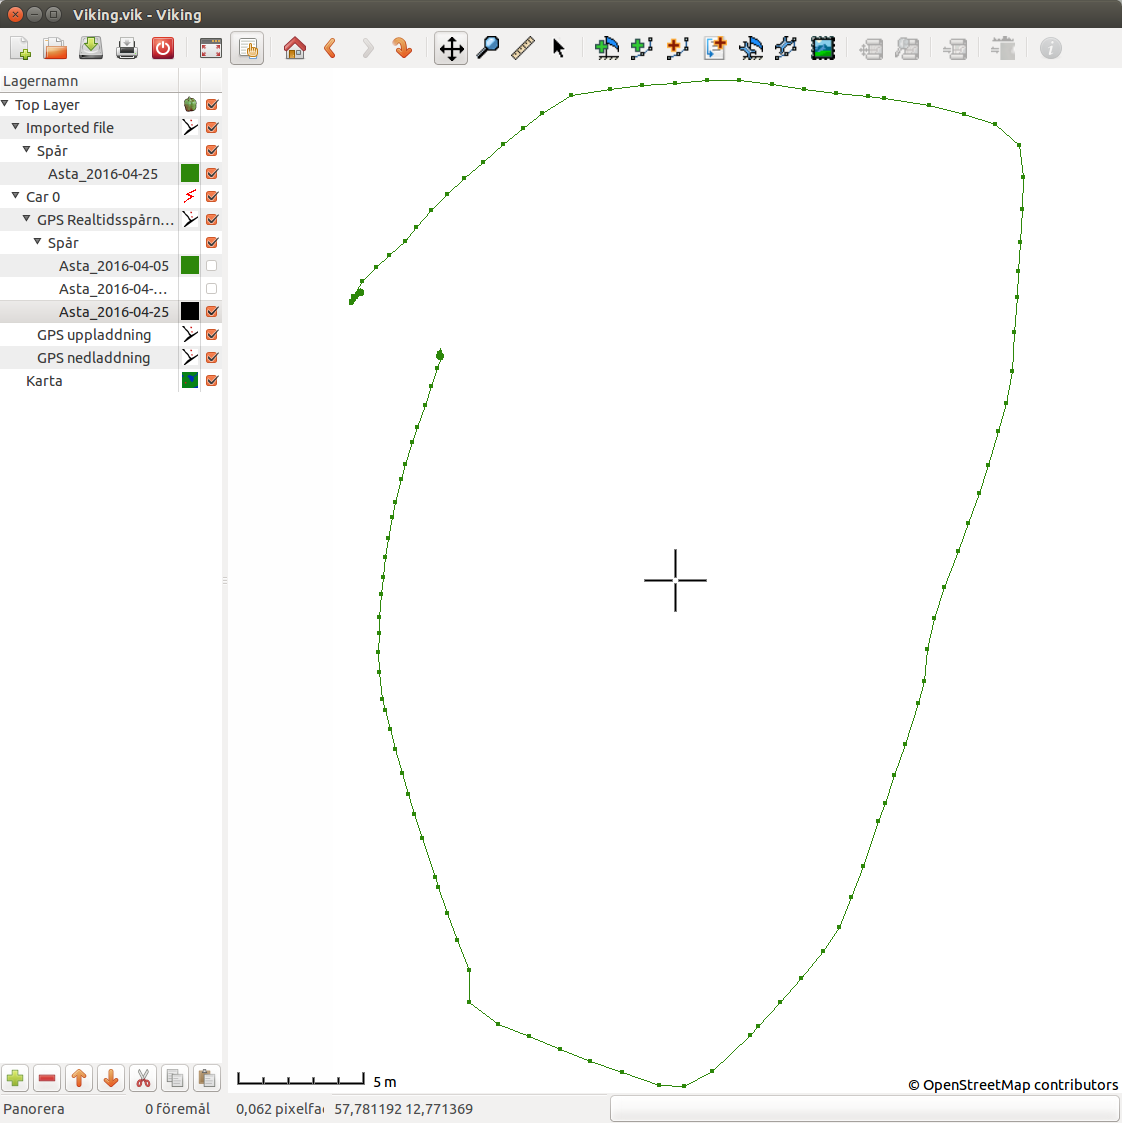 Viking.vik - Viking
Lagernamn
Top Layer
Imported file
Spår
Asta_2016-04-25
Car 0
GPS Realtidsspårn...
Spår
Asta_2016-04-05
Asta_2016-04-...
Asta_2016-04-25
GPS uppladdning
GPS nedladdning
Karta
5 m
© OpenStreetMap contributors
Panorera 0 föremål 0,062 pixelfa 57,781192 12,771369